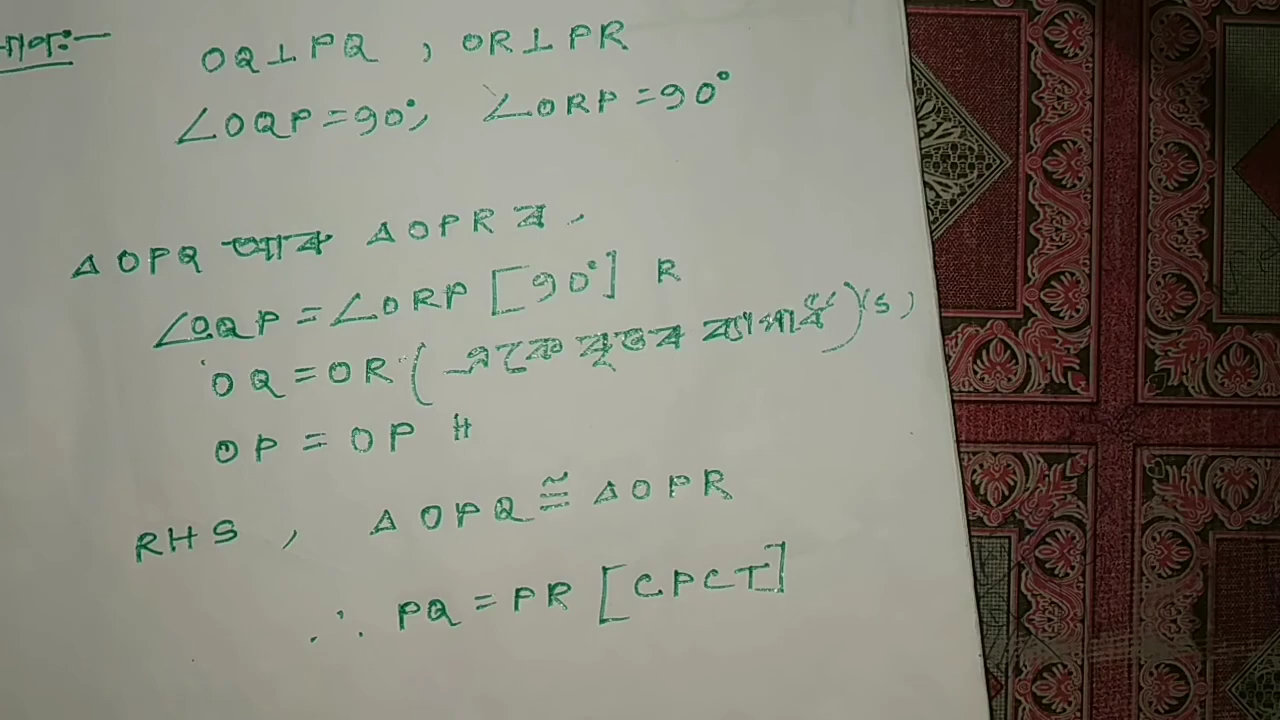 OQ⊥PQ, OR⊥PR
∠OQP=90°, ∠ORP=90°
△OPQ আৰু △OPR ৰ,
∠OQP=∠ORP [90°] R
OQ=OR (একে বৃত্তৰ ব্যাসাৰ্ধ) (S)
OP=OP H
RHS, △OPQ≅△OPR
∴ PQ=PR [CPCT]